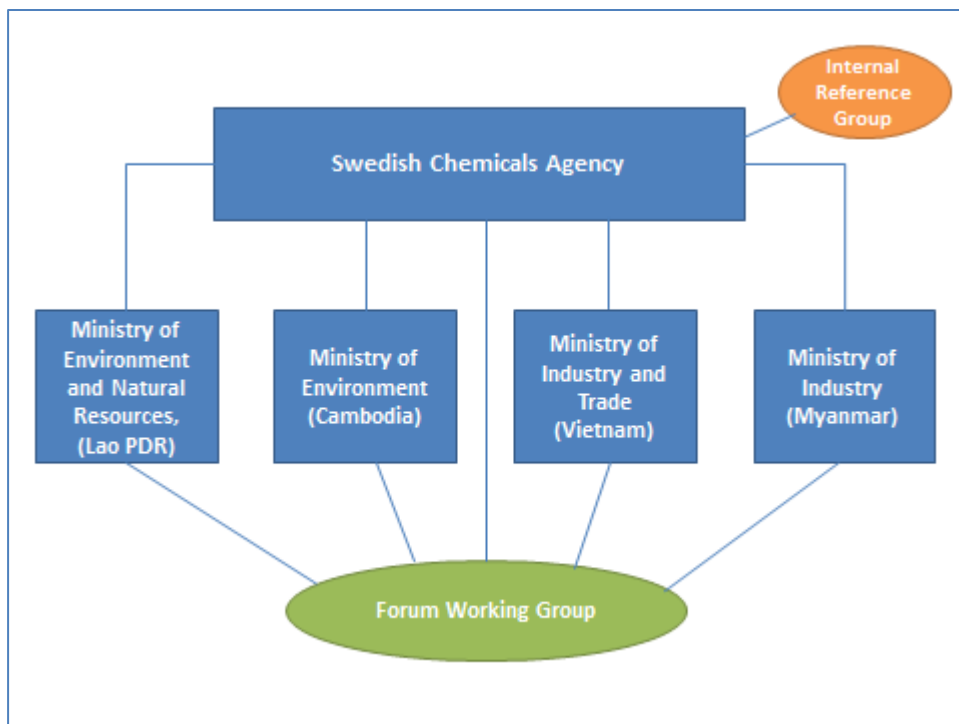 Internal
Reference
Group
Swedish Chemicals Agency
Ministry of
Environment
and Natural
Resources,
(Lao PDR)
Ministry of
Environment
(Cambodia)
Ministry of
Industry and
Trade
(Vietnam)
Ministry of
Industry
(Myanmar)
Forum Working Group